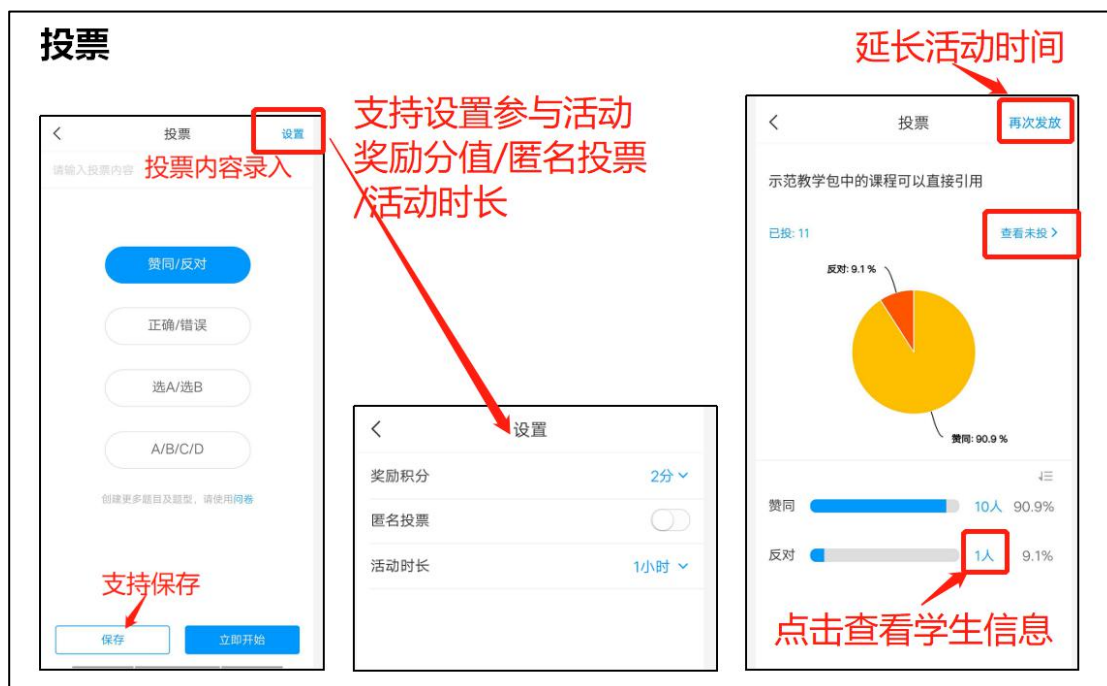 投票
延长活动时间
支持设置参与活动
奖励分值/匿名投票
/活动时长
投票
设置
请输入投票内容
投票内容录入
赞同/反对
正确/错误
选A/选B
A/B/C/D
创建更多题目及题型，请使用问卷
支持保存
保存
立即开始
设置
奖励积分
2分
匿名投票
活动时长
1小时
投票
再次发放
示范教学包中的课程可以直接引用
已投: 11
查看未投
反对: 9.1 %
赞同: 90.9 %
赞同 10人 90.9%
反对 1人 9.1%
点击查看学生信息